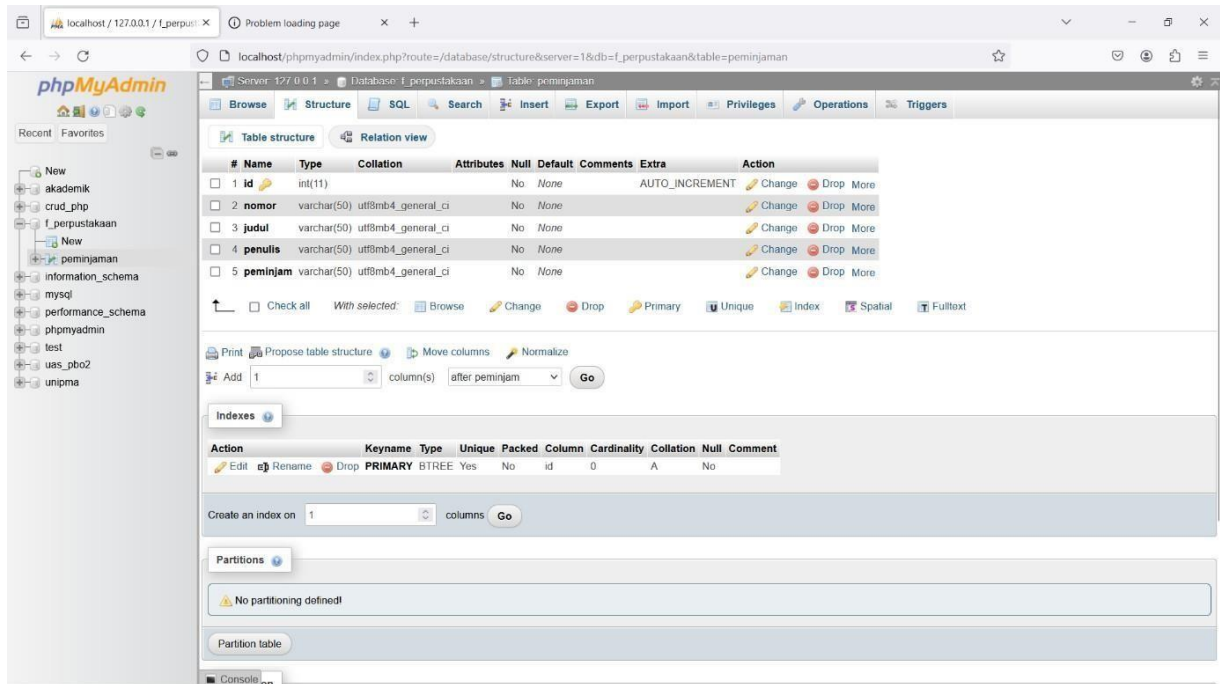 localhost / 127.0.0.1 / f_perpust
Problem loading page
localhost/phpmyadmin/index.php?route=/database/structure&server=1&db=f_perpustakaan&table=peminjaman
phpMyAdmin
Recent Favorites
New
akademik
crud_php
f_perpustakaan
New
peminjaman
information_schema
mysql
performance_schema
phpmyadmin
test
uas_pbo2
unipma
Server: 127.0.0.1 » Database: f_perpustakaan » Table: peminjaman
Browse Structure SQL Search Insert Export Import Privileges Operations Triggers
Table structure Relation view
# Name Type Collation Attributes Null Default Comments Extra Action
1 id int(11) No None AUTO_INCREMENT Change Drop More
2 nomor varchar(50) utf8mb4_general_ci No None Change Drop More
3 judul varchar(50) utf8mb4_general_ci No None Change Drop More
4 penulis varchar(50) utf8mb4_general_ci No None Change Drop More
5 peminjam varchar(50) utf8mb4_general_ci No None Change Drop More
Check all With selected: Browse Change Drop Primary Unique Index Spatial Fulltext
Print Propose table structure Move columns Normalize
Add 1 column(s) after peminjam Go
Indexes
Action Keyname Type Unique Packed Column Cardinality Collation Null Comment
Edit Rename Drop PRIMARY BTREE Yes No id 0 A No
Create an index on 1 columns Go
Partitions
No partitioning defined!
Partition table
Console